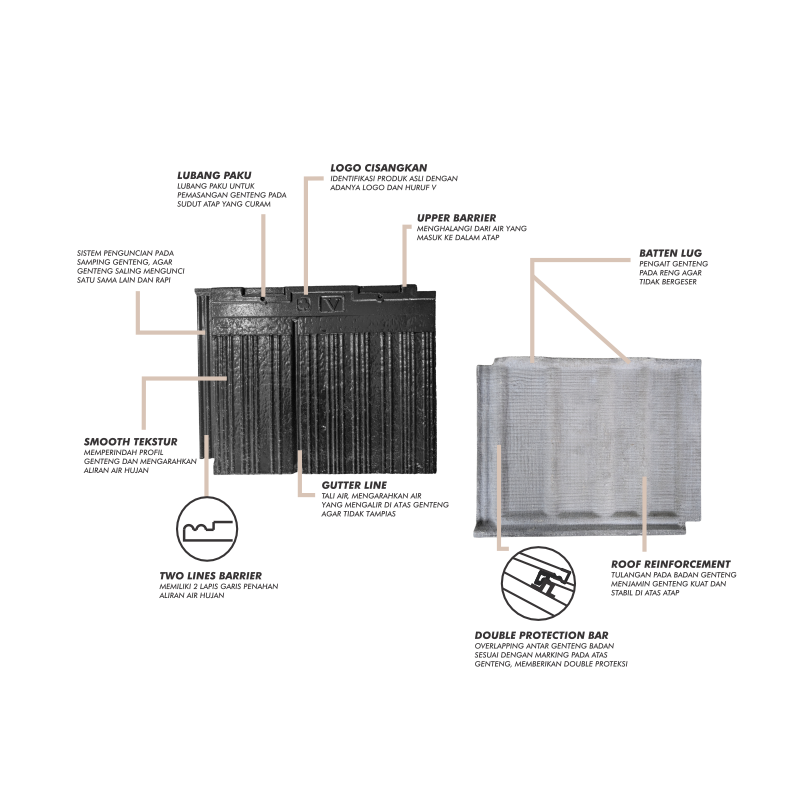 LUBANG PAKU
LUBANG PAKU UNTUK
PEMASANGAN GENTENG PADA
SUDUT ATAP YANG CURAM
LOGO CISANGKAN
IDENTIFIKASI PRODUK ASLI DENGAN
ADANYA LOGO DAN HURUF V
UPPER BARRIER
MENGHALANGI DARI AIR YANG
MASUK KE DALAM ATAP
SISTEM PENGUNCIAN PADA
SAMPING GENTENG, AGAR
GENTENG SALING MENGUNCI
SATU SAMA LAIN DAN RAPI
BATTEN LUG
PENGAIT GENTENG
PADA RENG AGAR
TIDAK BERGESER
V
SMOOTH TEKSTUR
MEMPERINDAH PROFIL
GENTENG DAN MENGARAHKAN
ALIRAN AIR HUJAN
GUTTER LINE
TALI AIR, MENGARAHKAN AIR
YANG MENGALIR DI ATAS GENTENG
AGAR TIDAK TAMPIAS
TWO LINES BARRIER
MEMILIKI 2 LAPIS GARIS PENAHAN
ALIRAN AIR HUJAN
ROOF REINFORCEMENT
TULANGAN PADA BADAN GENTENG
MENJAMIN GENTENG KUAT DAN
STABIL DI ATAS ATAP
DOUBLE PROTECTION BAR
OVERLAPPING ANTAR GENTENG BADAN
SESUAI DENGAN MARKING PADA ATAS
GENTENG, MEMBERIKAN DOUBLE PROTEKSI